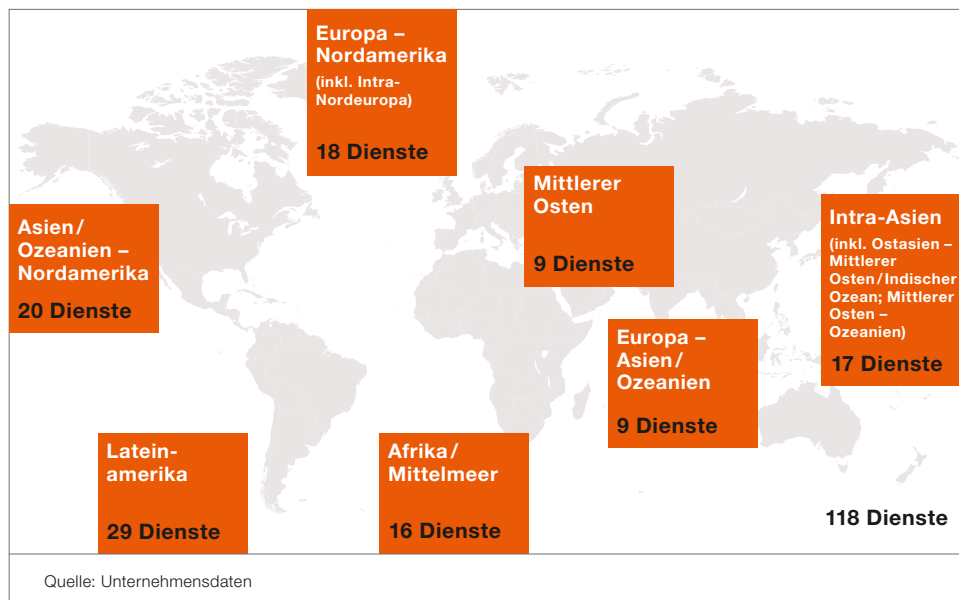 Europa –
Nordamerika
(inkl. Intra-
Nordeuropa)
18 Dienste
Mittlerer
Osten
9 Dienste
Asien/
Ozeanien –
Nordamerika
20 Dienste
Intra-Asien
(inkl. Ostasien –
Mittlerer
Osten/Indischer
Ozean; Mittlerer
Osten –
Ozeanien)
17 Dienste
Europa –
Asien/
Ozeanien
9 Dienste
Latein-
amerika
29 Dienste
Afrika/
Mittelmeer
16 Dienste
118 Dienste
Quelle: Unternehmensdaten